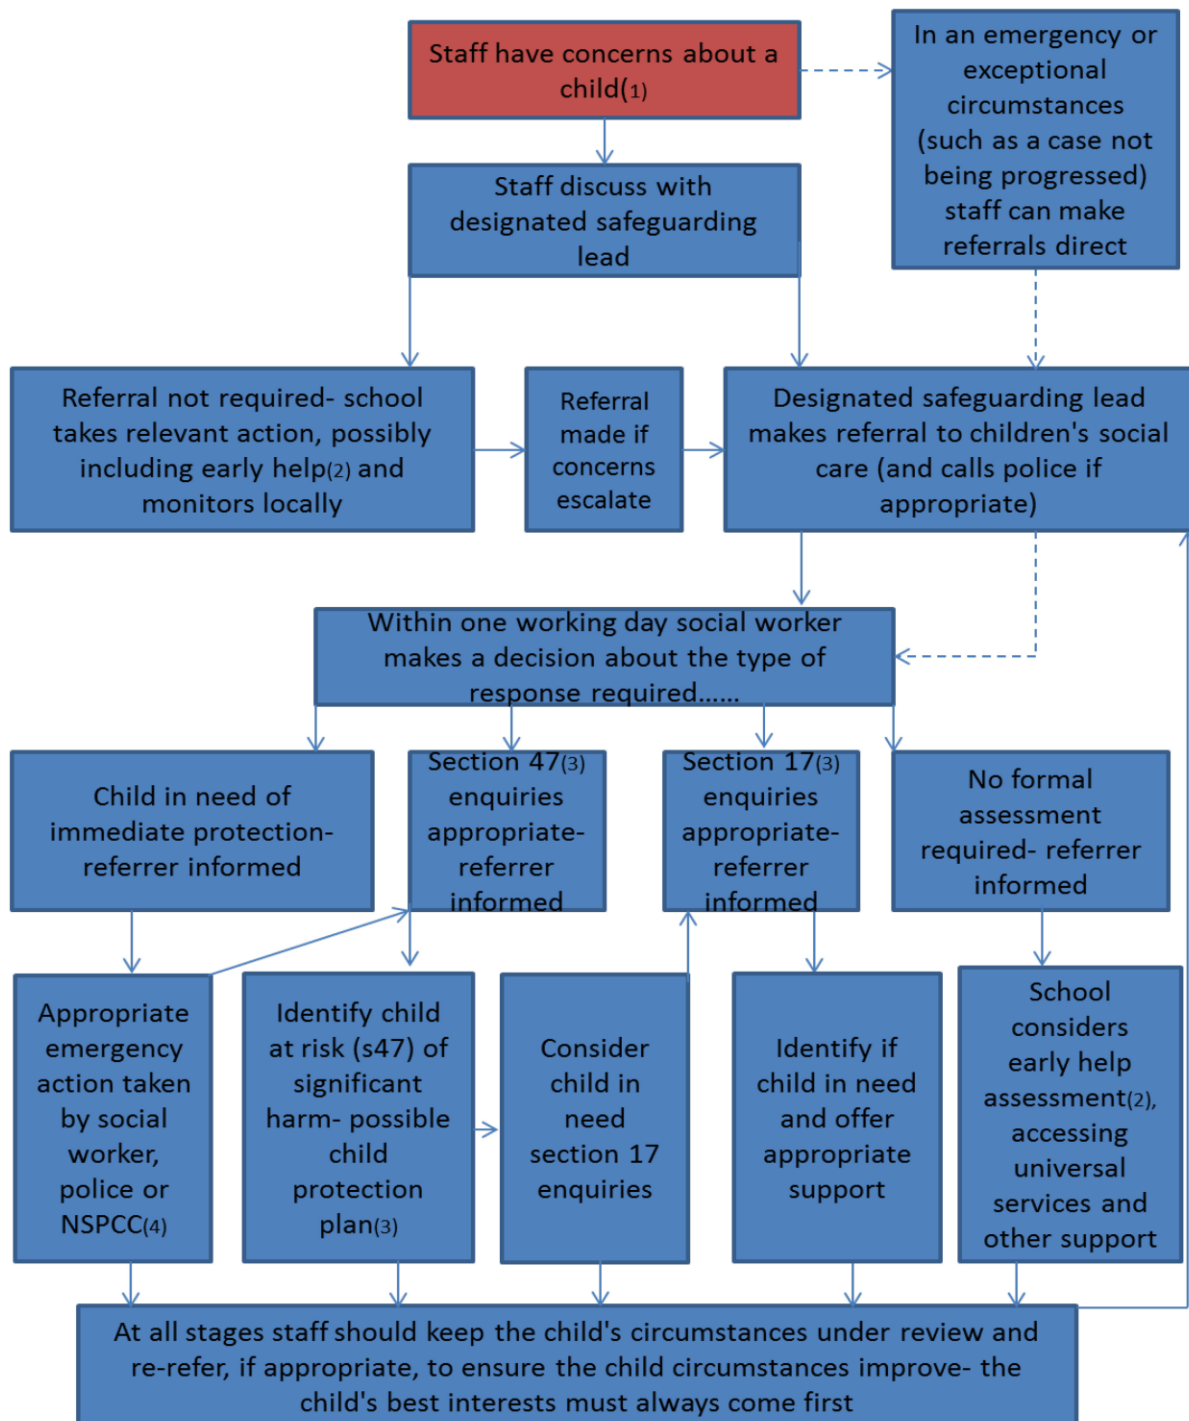 Staff have concerns about a
child(1)
In an emergency or
exceptional
circumstances
(such as a case not
being progressed)
staff can make
referrals direct
Staff discuss with
designated safeguarding
lead
Referral not required- school
takes relevant action, possibly
including early help(2) and
monitors locally
Referral
made if
concerns
escalate
Designated safeguarding lead
makes referral to children's social
care (and calls police if
appropriate)
Within one working day social worker
makes a decision about the type of
response required......
Child in need of
immediate protection-
referrer informed
Section 47(3)
enquiries
appropriate-
referrer
informed
Section 17(3)
enquiries
appropriate-
referrer
informed
No formal
assessment
required- referrer
informed
Appropriate
emergency
action taken
by social
worker,
police or
NSPCC(4)
Identify child
at risk (s47) of
significant
harm- possible
child
protection
plan(3)
Consider
child in
need
section 17
enquiries
Identify if
child in need
and offer
appropriate
support
School
considers
early help
assessment(2),
accessing
universal
services and
other support
At all stages staff should keep the child's circumstances under review and
re-refer, if appropriate, to ensure the child circumstances improve- the
child's best interests must always come first